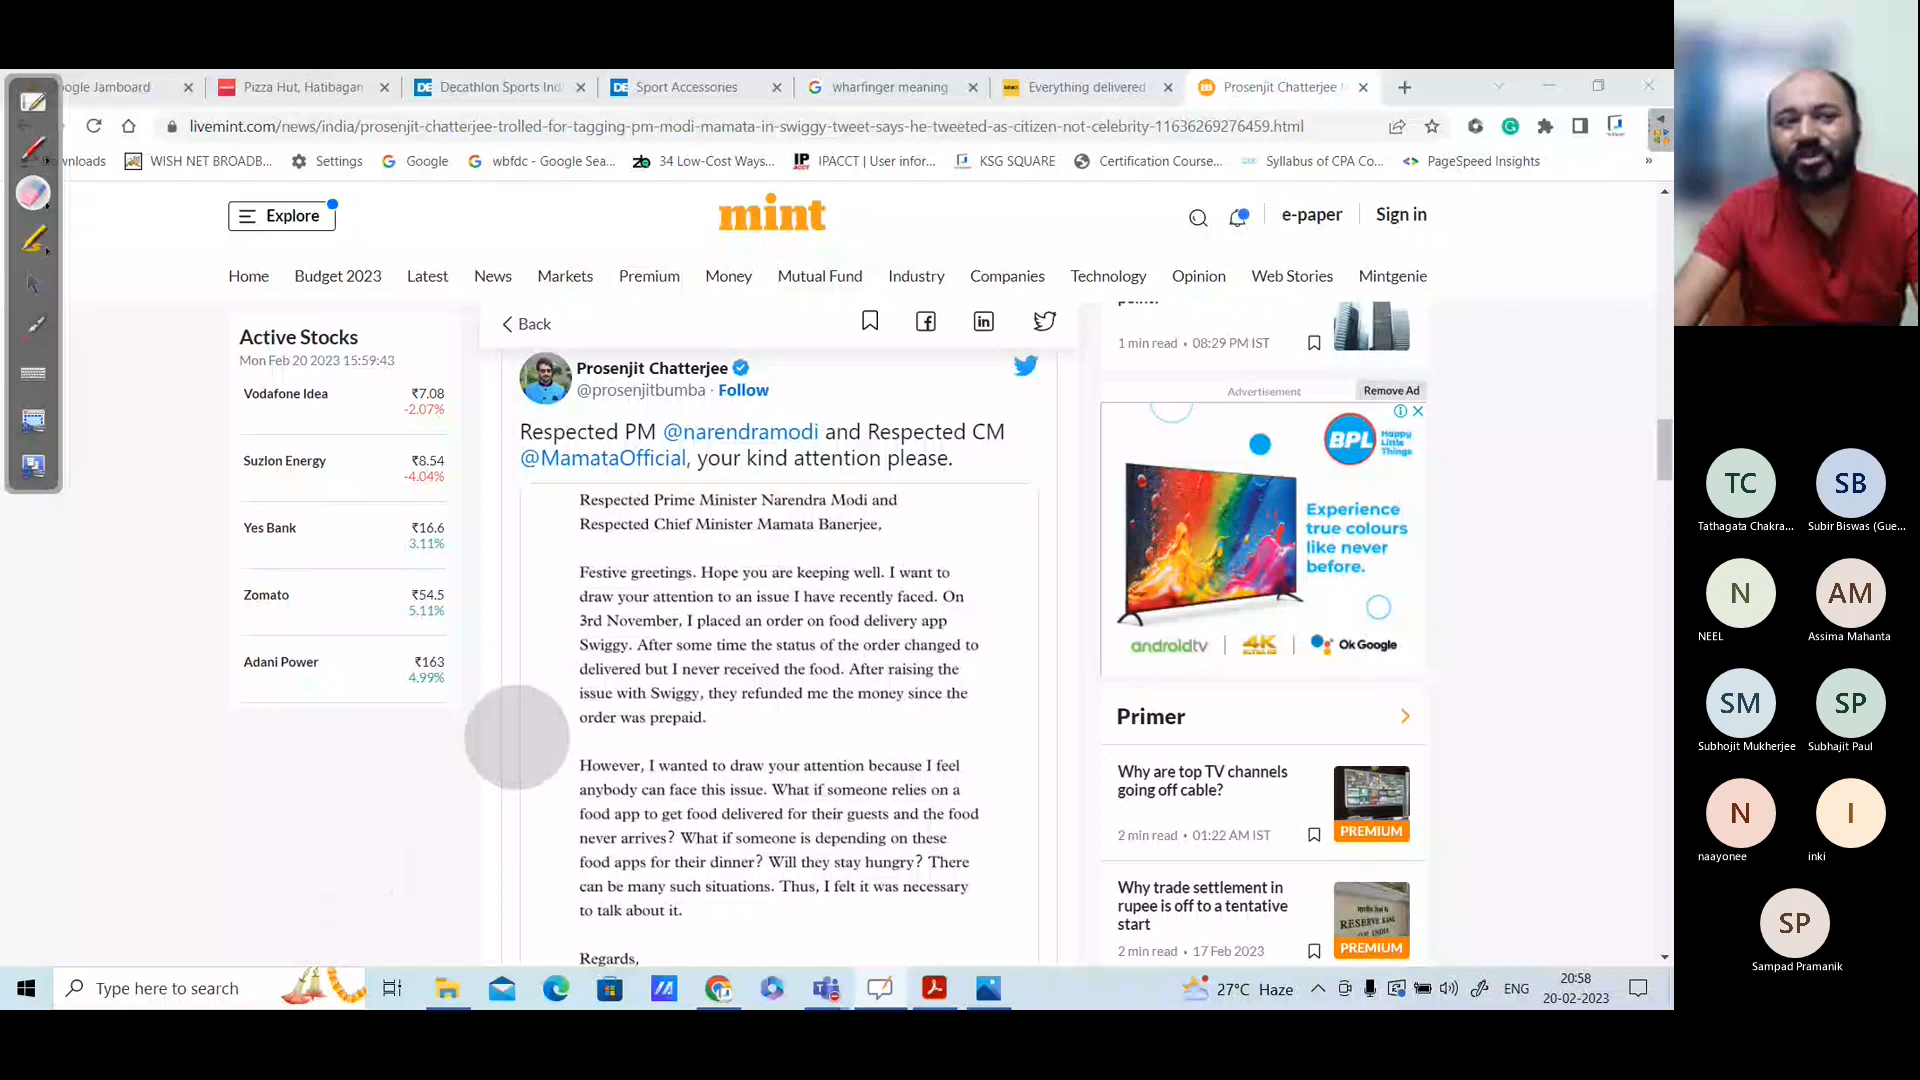 oogle Jamboard
Pizza Hut, Hatibagan
Decathlon Sports Ind
Sport Accessories
wharfinger meaning
Everything delivered
Prosenjit Chatterjee
livemint.com/news/india/prosenjit-chatterjee-trolled-for-tagging-pm-modi-mamata-in-swiggy-tweet-says-he-tweeted-as-citizen-not-celebrity-11636269276459.html
wnloads
WISH NET BROADB...
Settings
Google
wbfdc - Google Sea...
34 Low-Cost Ways...
IPACCT | User infor...
KSG SQUARE
Certification Course...
Syllabus of CPA Co...
PageSpeed Insights
»
Explore
mint
e-paper
Sign in
Home Budget 2023 Latest News Markets Premium Money Mutual Fund Industry Companies Technology Opinion Web Stories Mintgenie
Active Stocks
Mon Feb 20 2023 15:59:43
Vodafone Idea ₹7.08
-2.07%
Suzlon Energy ₹8.54
-4.04%
Yes Bank ₹16.6
3.11%
Zomato ₹54.5
5.11%
Adani Power ₹163
4.99%
Back
Prosenjit Chatterjee
@prosenjitbumba · Follow
Respected PM @narendramodi and Respected CM
@MamataOfficial, your kind attention please.
Respected Prime Minister Narendra Modi and
Respected Chief Minister Mamata Banerjee,
Festive greetings. Hope you are keeping well. I want to
draw your attention to an issue I have recently faced. On
3rd November, I placed an order on food delivery app
Swiggy. After some time the status of the order changed to
delivered but I never received the food. After raising the
issue with Swiggy, they refunded me the money since the
order was prepaid.
However, I wanted to draw your attention because I feel
anybody can face this issue. What if someone relies on a
food app to get food delivered for their guests and the food
never arrives? What if someone is depending on these
food apps for their dinner? Will they stay hungry? There
can be many such situations. Thus, I felt it was necessary
to talk about it.
Regards,
point.
1 min read • 08:29 PM IST
Advertisement
Remove Ad
BPL
Happy
Little
Things
Experience
true colours
like never
before.
androidtv
4K
Ok Google
Primer
Why are top TV channels
going off cable?
2 min read • 01:22 AM IST
PREMIUM
Why trade settlement in
rupee is off to a tentative
start
2 min read • 17 Feb 2023
RESERVE BANK
OF INDIA
PREMIUM
Type here to search
27°C Haze
ENG
20:58
20-02-2023
TC
Tathagata Chakra...
SB
Subir Biswas (Gue...
N
NEEL
AM
Assima Mahanta
SM
Subhojit Mukherjee
SP
Subhajit Paul
N
naayonee
I
inki
SP
Sampad Pramanik